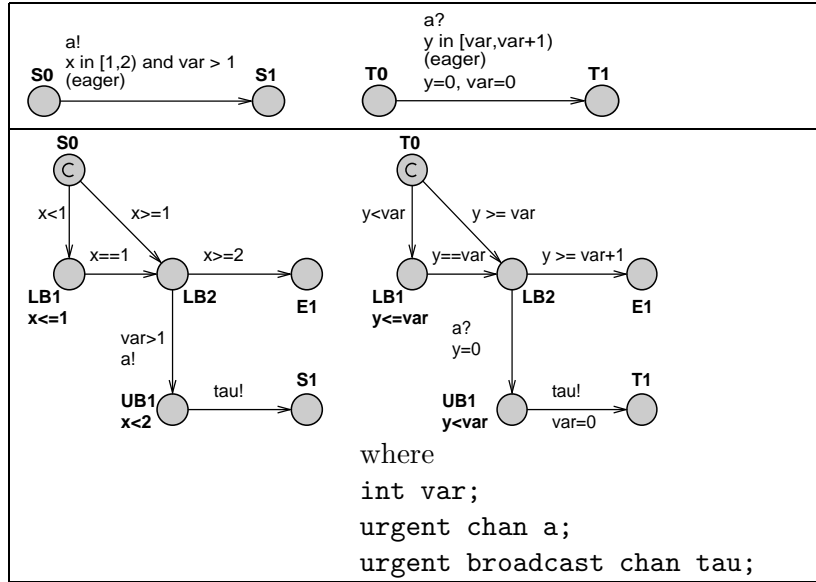 a!
x in [1,2) and var > 1
(eager)
S0
S1
a?
y in [var,var+1)
(eager)
y=0, var=0
T0
T1
S0
C
x<1
x>=1
x==1
x>=2
LB1
x<=1
LB2
E1
var>1
a!
UB1
x<2
tau!
S1
T0
C
y<var
y >= var
y==var
y >= var+1
LB1
y<=var
LB2
E1
a?
y=0
UB1
y<var
tau!
var=0
T1
where
int var;
urgent chan a;
urgent broadcast chan tau;